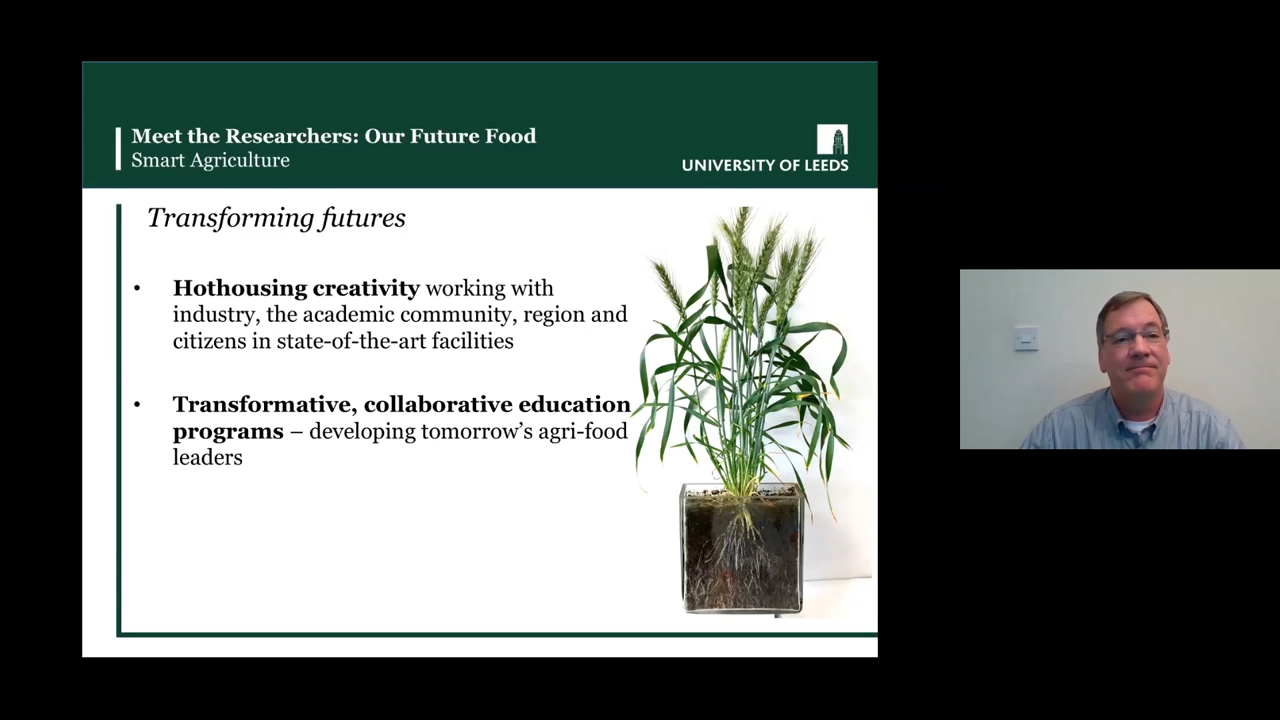 Meet the Researchers: Our Future Food
Smart Agriculture
UNIVERSITY OF LEEDS
Transforming futures
• Hothousing creativity working with
industry, the academic community, region and
citizens in state-of-the-art facilities
• Transformative, collaborative education
programs – developing tomorrow’s agri-food
leaders